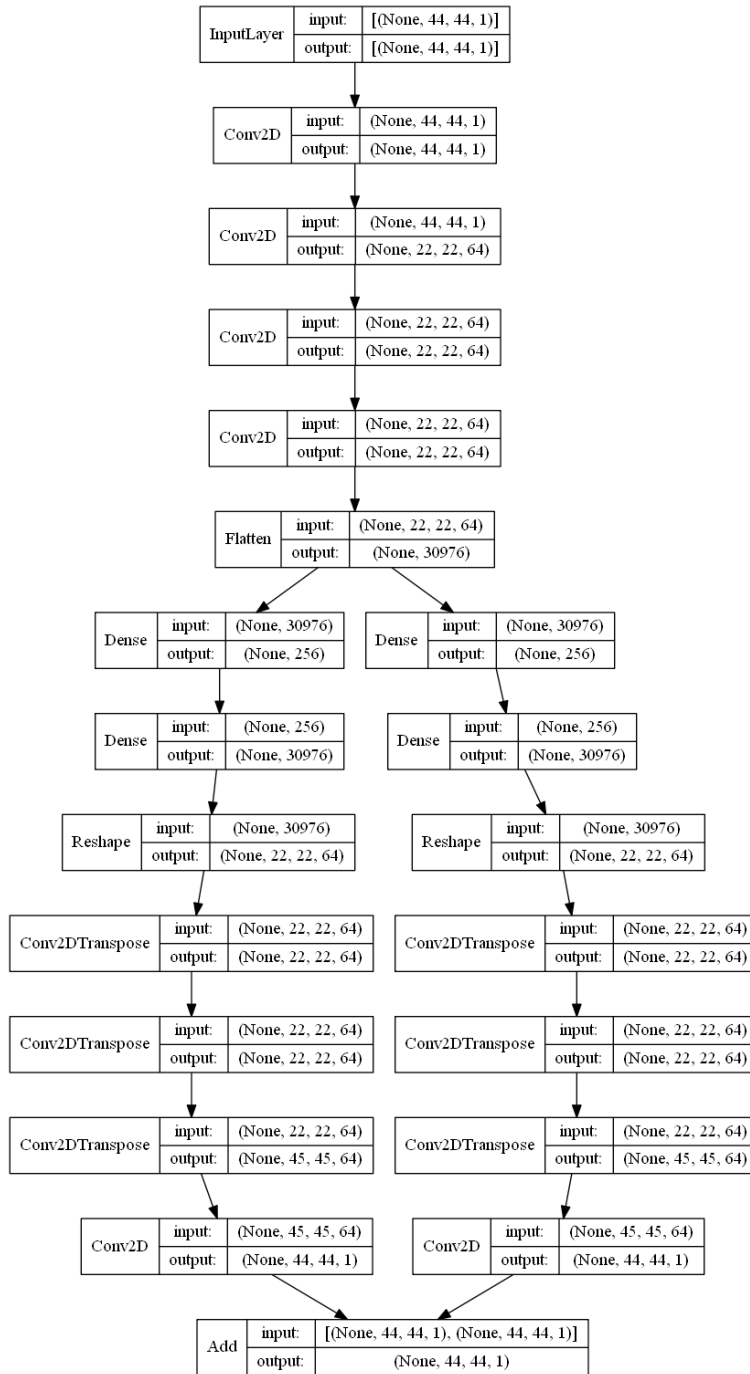 InputLayer input: [(None, 44, 44, 1)]
output: [(None, 44, 44, 1)]
Conv2D input: (None, 44, 44, 1)
output: (None, 44, 44, 1)
Conv2D input: (None, 44, 44, 1)
output: (None, 22, 22, 64)
Conv2D input: (None, 22, 22, 64)
output: (None, 22, 22, 64)
Conv2D input: (None, 22, 22, 64)
output: (None, 22, 22, 64)
Flatten input: (None, 22, 22, 64)
output: (None, 30976)
Dense input: (None, 30976)
output: (None, 256)
Dense input: (None, 30976)
output: (None, 256)
Dense input: (None, 256)
output: (None, 30976)
Dense input: (None, 256)
output: (None, 30976)
Reshape input: (None, 30976)
output: (None, 22, 22, 64)
Reshape input: (None, 30976)
output: (None, 22, 22, 64)
Conv2DTranspose input: (None, 22, 22, 64)
output: (None, 22, 22, 64)
Conv2DTranspose input: (None, 22, 22, 64)
output: (None, 22, 22, 64)
Conv2DTranspose input: (None, 22, 22, 64)
output: (None, 22, 22, 64)
Conv2DTranspose input: (None, 22, 22, 64)
output: (None, 22, 22, 64)
Conv2DTranspose input: (None, 22, 22, 64)
output: (None, 45, 45, 64)
Conv2DTranspose input: (None, 22, 22, 64)
output: (None, 45, 45, 64)
Conv2D input: (None, 45, 45, 64)
output: (None, 44, 44, 1)
Conv2D input: (None, 45, 45, 64)
output: (None, 44, 44, 1)
Add input: [(None, 44, 44, 1), (None, 44, 44, 1)]
output: (None, 44, 44, 1)